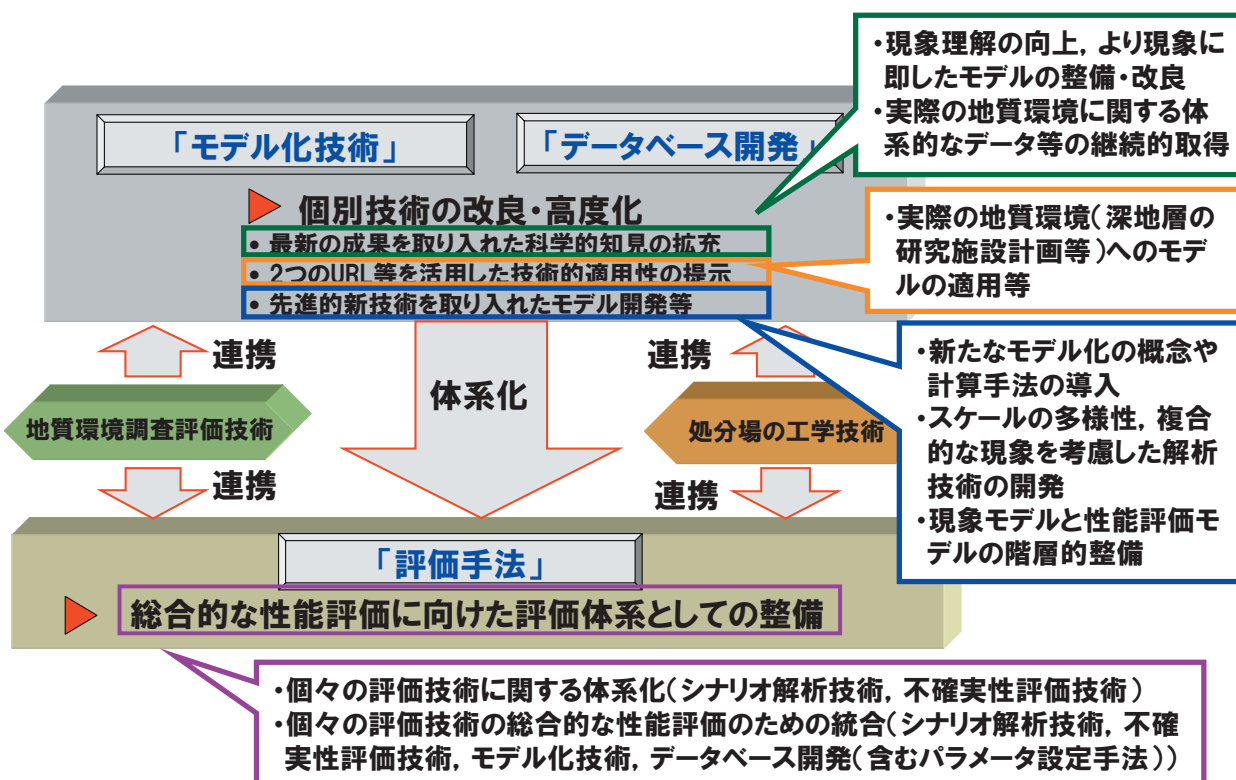 ・現象理解の向上，より現象に
即したモデルの整備・改良
・実際の地質環境に関する体
系的なデータ等の継続的取得
「モデル化技術」
「データベース開発」
個別技術の改良・高度化
• 最新の成果を取り入れた科学的知見の拡充
• 2つのURL等を活用した技術的適用性の提示
• 先進的新技術を取り入れたモデル開発等
・実際の地質環境（深地層の
研究施設計画等）へのモデ
ルの適用等
連携
連携
体系化
地質環境調査評価技術
処分場の工学技術
連携
連携
・新たなモデル化の概念や
計算手法の導入
・スケールの多様性，複合
的な現象を考慮した解析
技術の開発
・現象モデルと性能評価モ
デルの階層的整備
「評価手法」
総合的な性能評価に向けた評価体系としての整備
・個々の評価技術に関する体系化（シナリオ解析技術，不確実性評価技術）
・個々の評価技術の総合的な性能評価のための統合（シナリオ解析技術，不確
実性評価技術，モデル化技術，データベース開発（含むパラメータ設定手法））